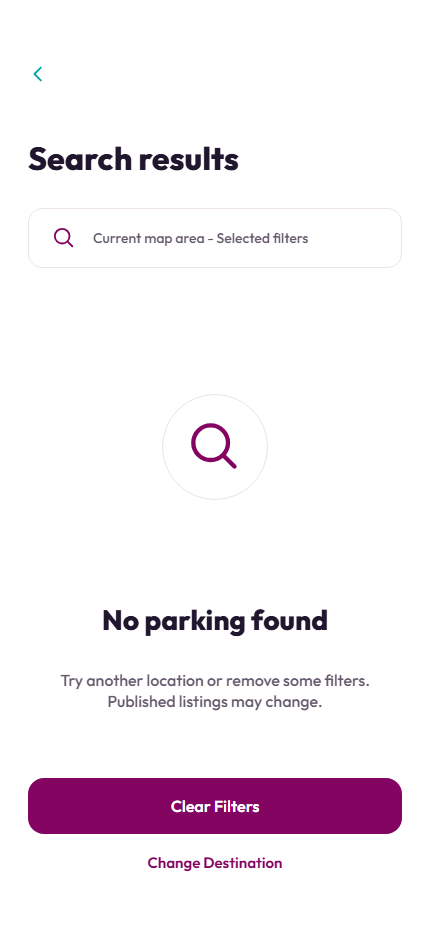 Search results
Current map area - Selected filters
No parking found
Try another location or remove some filters.
Published listings may change.
Clear Filters
Change Destination